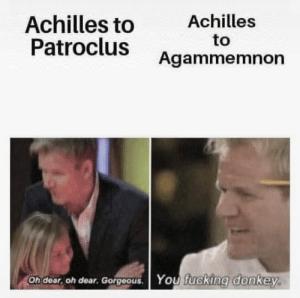 Achilles to
Patroclus
Achilles
to
Agammemnon
Oh dear, oh dear, Gorgeous.
You fucking donkey.